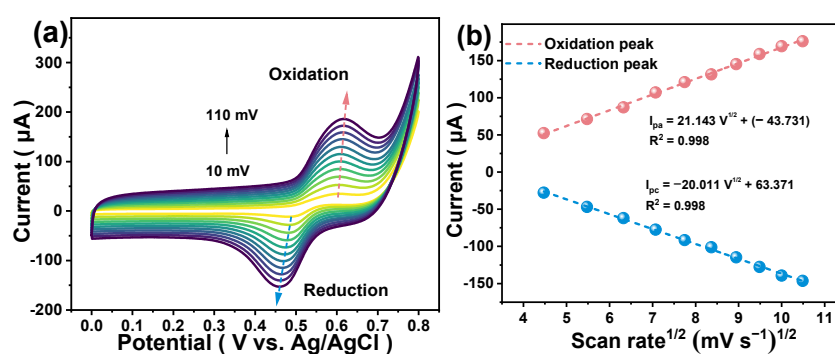 (a)
Current ( µA)
300
200
100
0
-100
-200
Oxidation
110 mV
10 mV
Reduction
0.0 0.1 0.2 0.3 0.4 0.5 0.6 0.7 0.8
Potential ( V vs. Ag/AgCl )
(b)
Current ( µA)
150
100
50
0
-50
-100
-150
Oxidation peak
Reduction peak
Ipa = 21.143 V1/2 + (− 43.731)
R2 = 0.998
Ipc = −20.011 V1/2 + 63.371
R2 = 0.998
4 5 6 7 8 9 10 11
Scan rate1/2 (mV s−1)1/2